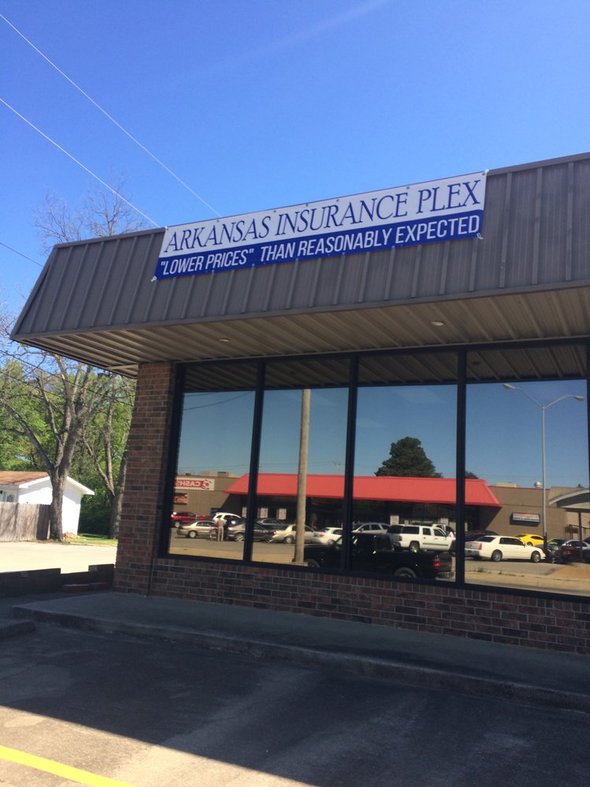 ARKANSAS INSURANCE PLEX
"LOWER PRICES" THAN REASONABLY EXPECTED